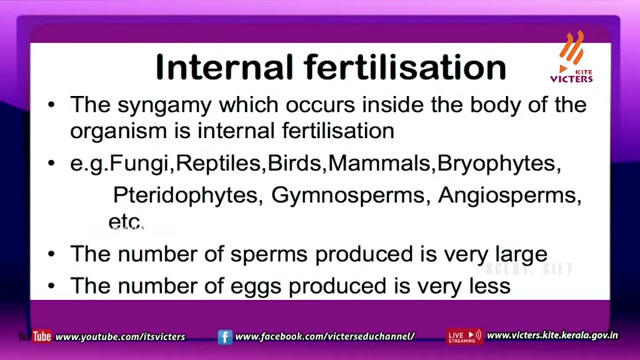 Internal fertilisation
KITE
VICTERS
• The syngamy which occurs inside the body of the
organism is internal fertilisation
• e.g.Fungi,Reptiles,Birds,Mammals,Bryophytes,
Pteridophytes, Gymnosperms, Angiosperms,
etc.
• The number of sperms produced is very large
SCERT, SIET
• The number of eggs produced is very less
YouTube www.youtube.com/itsvicters
f www.facebook.com/victerseduchannel/
LIVE
STREAMING
www.victers.kite.kerala.gov.in